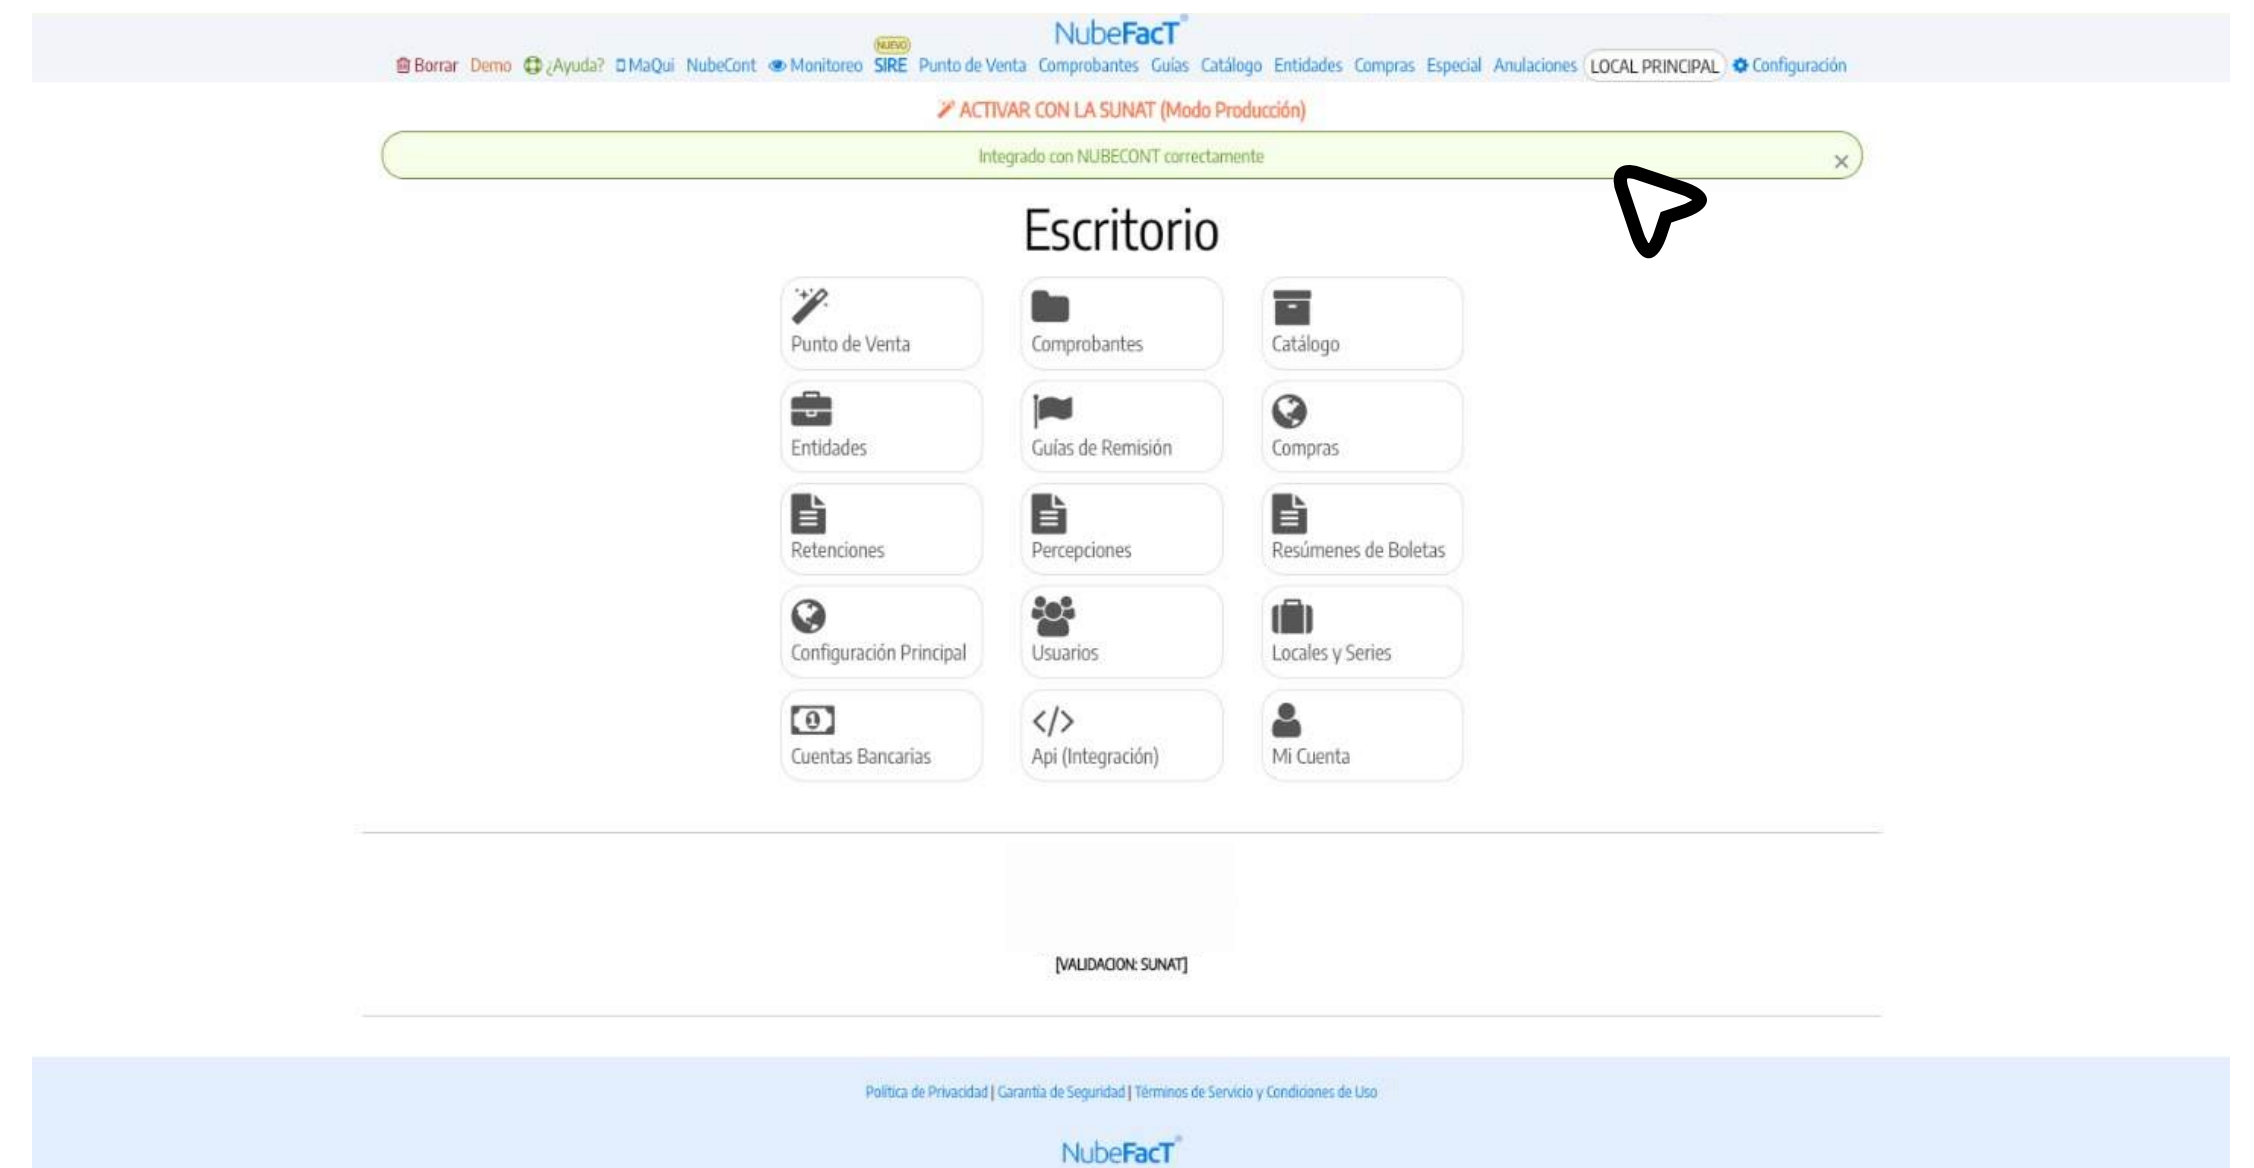 NubeFacT®
NUEVO
Borrar Demo ¿Ayuda? MaQui NubeCont Monitoreo SIRE Punto de Venta Comprobantes Guías Catálogo Entidades Compras Especial Anulaciones LOCAL PRINCIPAL Configuración
ACTIVAR CON LA SUNAT (Modo Producción)
Integrado con NUBECONT correctamente ×
Escritorio
Punto de Venta Comprobantes Catálogo
Entidades Guías de Remisión Compras
Retenciones Percepciones Resúmenes de Boletas
Configuración Principal Usuarios Locales y Series
Cuentas Bancarias Api (Integración) Mi Cuenta
[VALIDACION: SUNAT]
Política de Privacidad | Garantía de Seguridad | Términos de Servicio y Condiciones de Uso
NubeFacT®